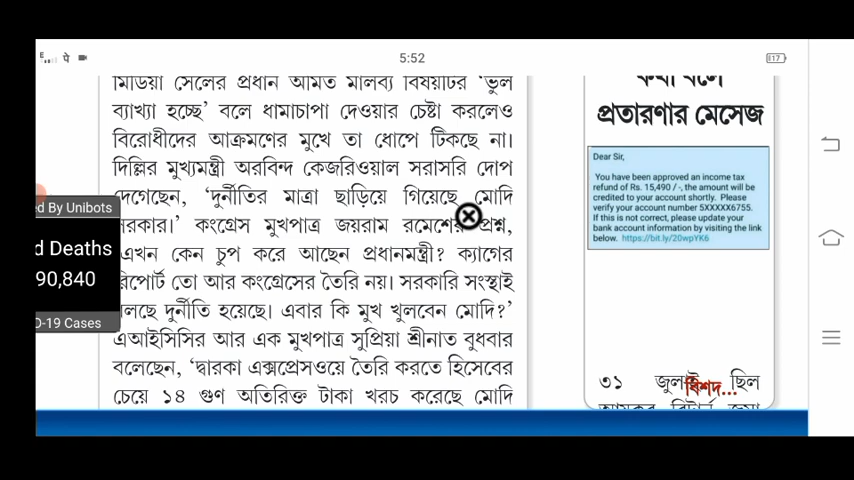 5:52
17
মিডিয়া সেলের প্রধান অমিত মালব্য বিষয়টির ‘ভুল
ব্যাখ্যা হচ্ছে’ বলে ধামাচাপা দেওয়ার চেষ্টা করলেও
বিরোধীদের আক্রমণের মুখে তা ধোপে টিকছে না।
দিল্লির মুখ্যমন্ত্রী অরবিন্দ কেজরিওয়াল সরাসরি দোপ
দেগেছেন, ‘দুর্নীতির মাত্রা ছাড়িয়ে গিয়েছে মোদি
সরকার।’ কংগ্রেস মুখপাত্র জয়রাম রমেশের প্রশ্ন,
এখন কেন চুপ করে আছেন প্রধানমন্ত্রী? ক্যাগের
রিপোর্ট তো আর কংগ্রেসের তৈরি নয়। সরকারি সংস্থাই
বলছে দুর্নীতি হয়েছে। এবার কি মুখ খুলবেন মোদি?’
এআইসিসির আর এক মুখপাত্র সুপ্রিয়া শ্রীনাত বুধবার
বলেছেন, ‘দ্বারকা এক্সপ্রেসওয়ে তৈরি করতে হিসেবের
চেয়ে ১৪ গুণ অতিরিক্ত টাকা খরচ করেছে মোদি
ed By Unibots
d Deaths
90,840
D-19 Cases
কথা বলে
প্রতারণার মেসেজ
Dear Sir,
You have been approved an income tax
refund of Rs. 15,490 / -, the amount will be
credited to your account shortly. Please
verify your account number 5XXXXX6755.
If this is not correct, please update your
bank account information by visiting the link
below. https://bit.ly/20wpYK6
৩১ জুলাই ছিল
বিশদ...